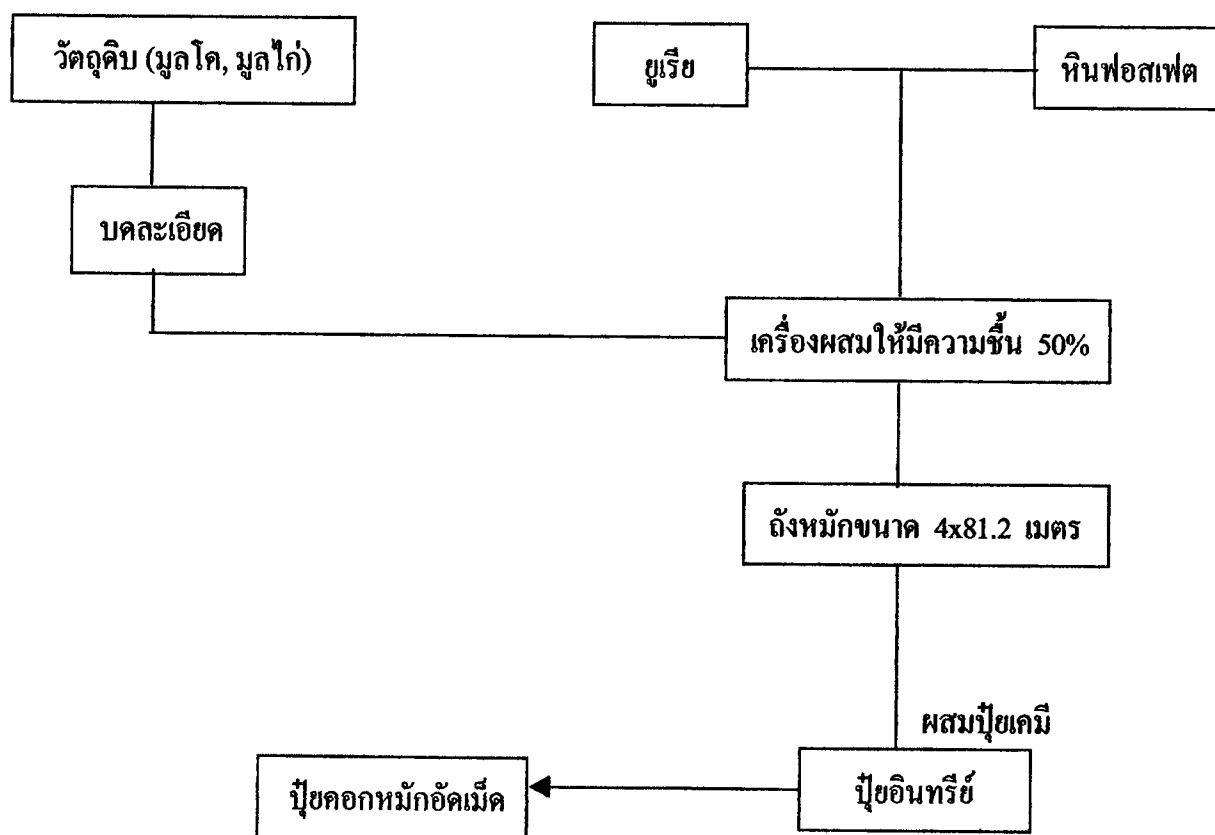 วัตถุดิบ (มูลโค, มูลไก่)
ยูเรีย
หินฟอสเฟต
บดละเอียด
เครื่องผสมให้มีความชื้น 50%
ถังหมักขนาด 4x81.2 เมตร
ผสมปุ๋ยเคมี
ปุ๋ยอินทรีย์
ปุ๋ยคอกหมักอัดเม็ด